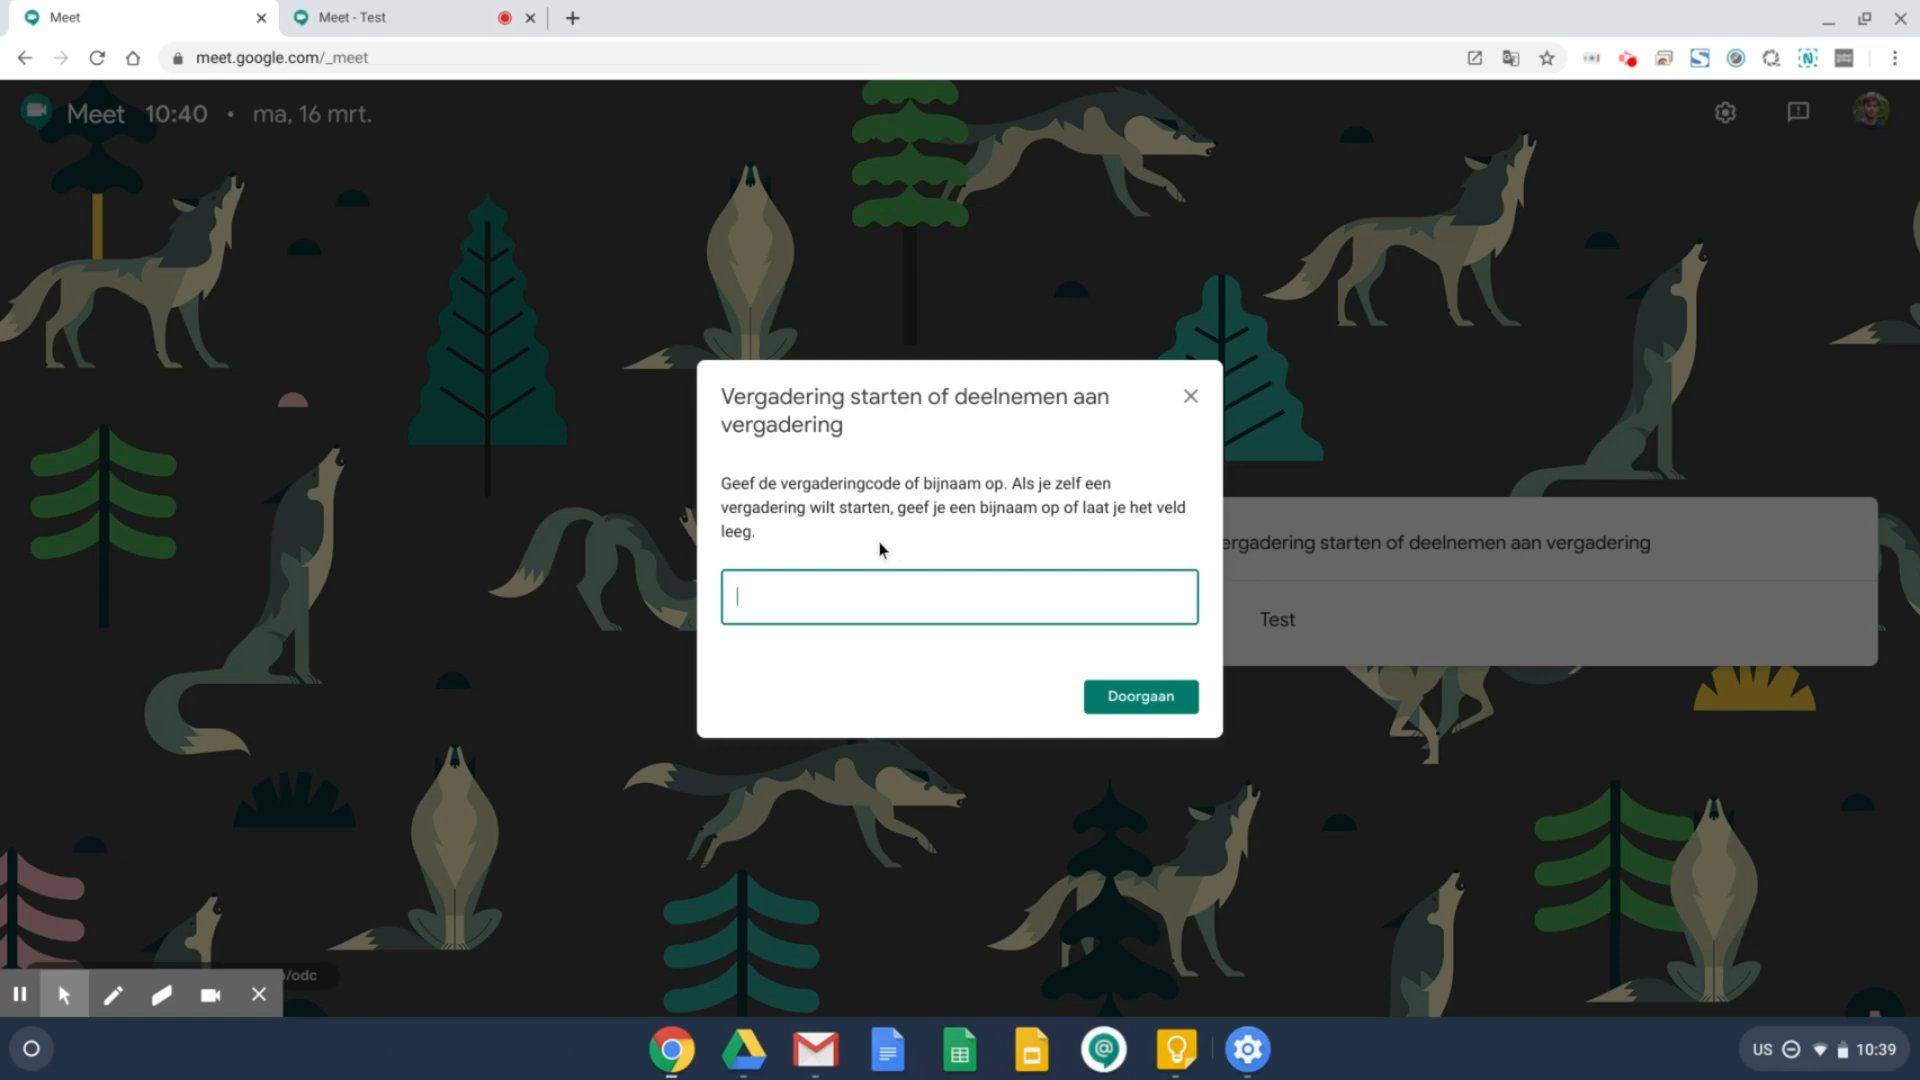 Meet
Meet - Test
meet.google.com/_meet
Meet 10:40 • ma, 16 mrt.
Vergadering starten of deelnemen aan
vergadering
Geef de vergaderingcode of bijnaam op. Als je zelf een
vergadering wilt starten, geef je een bijnaam op of laat je het veld
leeg.
ergadering starten of deelnemen aan vergadering
Test
Doorgaan
/odc
US 10:39